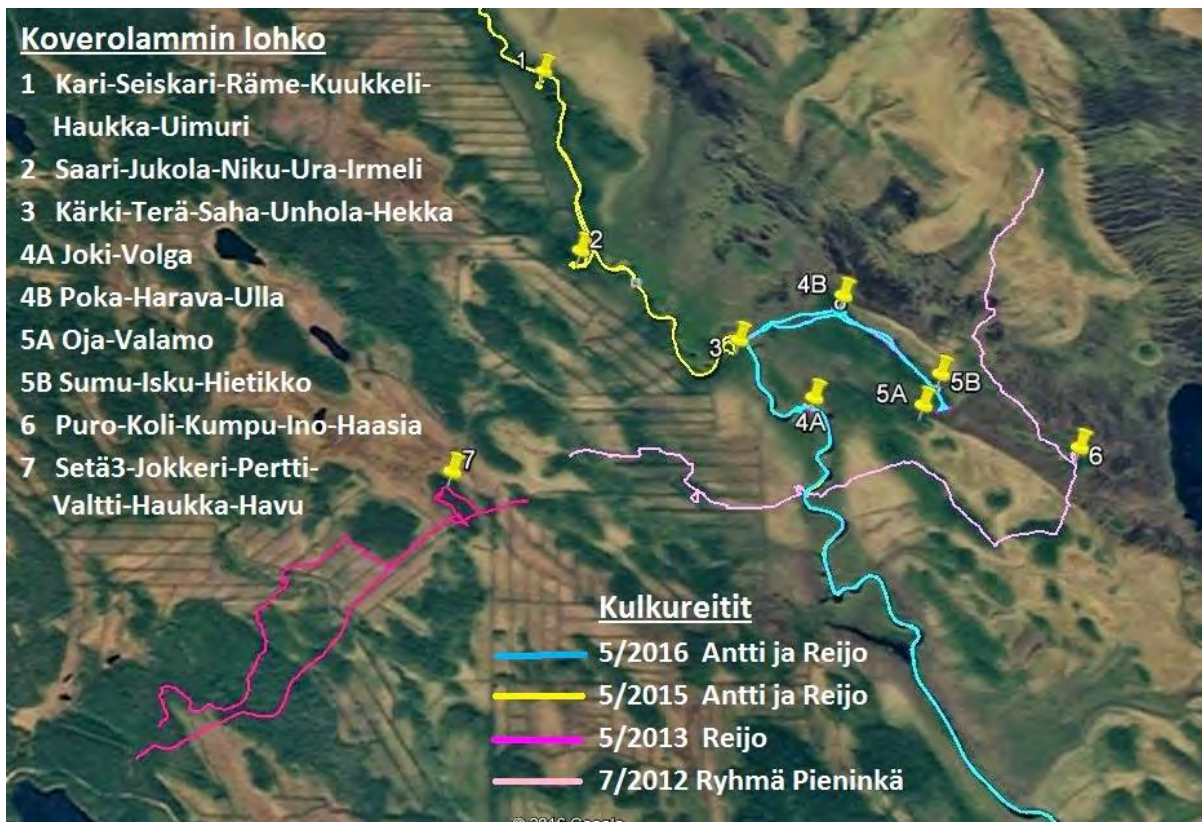 Koverolammin lohko
1 Kari-Seiskari-Räme-Kuukkeli-
Haukka-Uimuri
2 Saari-Jukola-Niku-Ura-Irmeli
3 Kärki-Terä-Saha-Unhola-Hekka
4A Joki-Volga
4B Poka-Harava-Ulla
5A Oja-Valamo
5B Sumu-Isku-Hietikko
6 Puro-Koli-Kumpu-Ino-Haasia
7 Setä3-Jokkeri-Pertti-
Valtti-Haukka-Havu
1
2
4B
3
5B
5A
4A
6
7
Kulkureitit
5/2016 Antti ja Reijo
5/2015 Antti ja Reijo
5/2013 Reijo
7/2012 Ryhmä Pieninkä
© 2016 Google